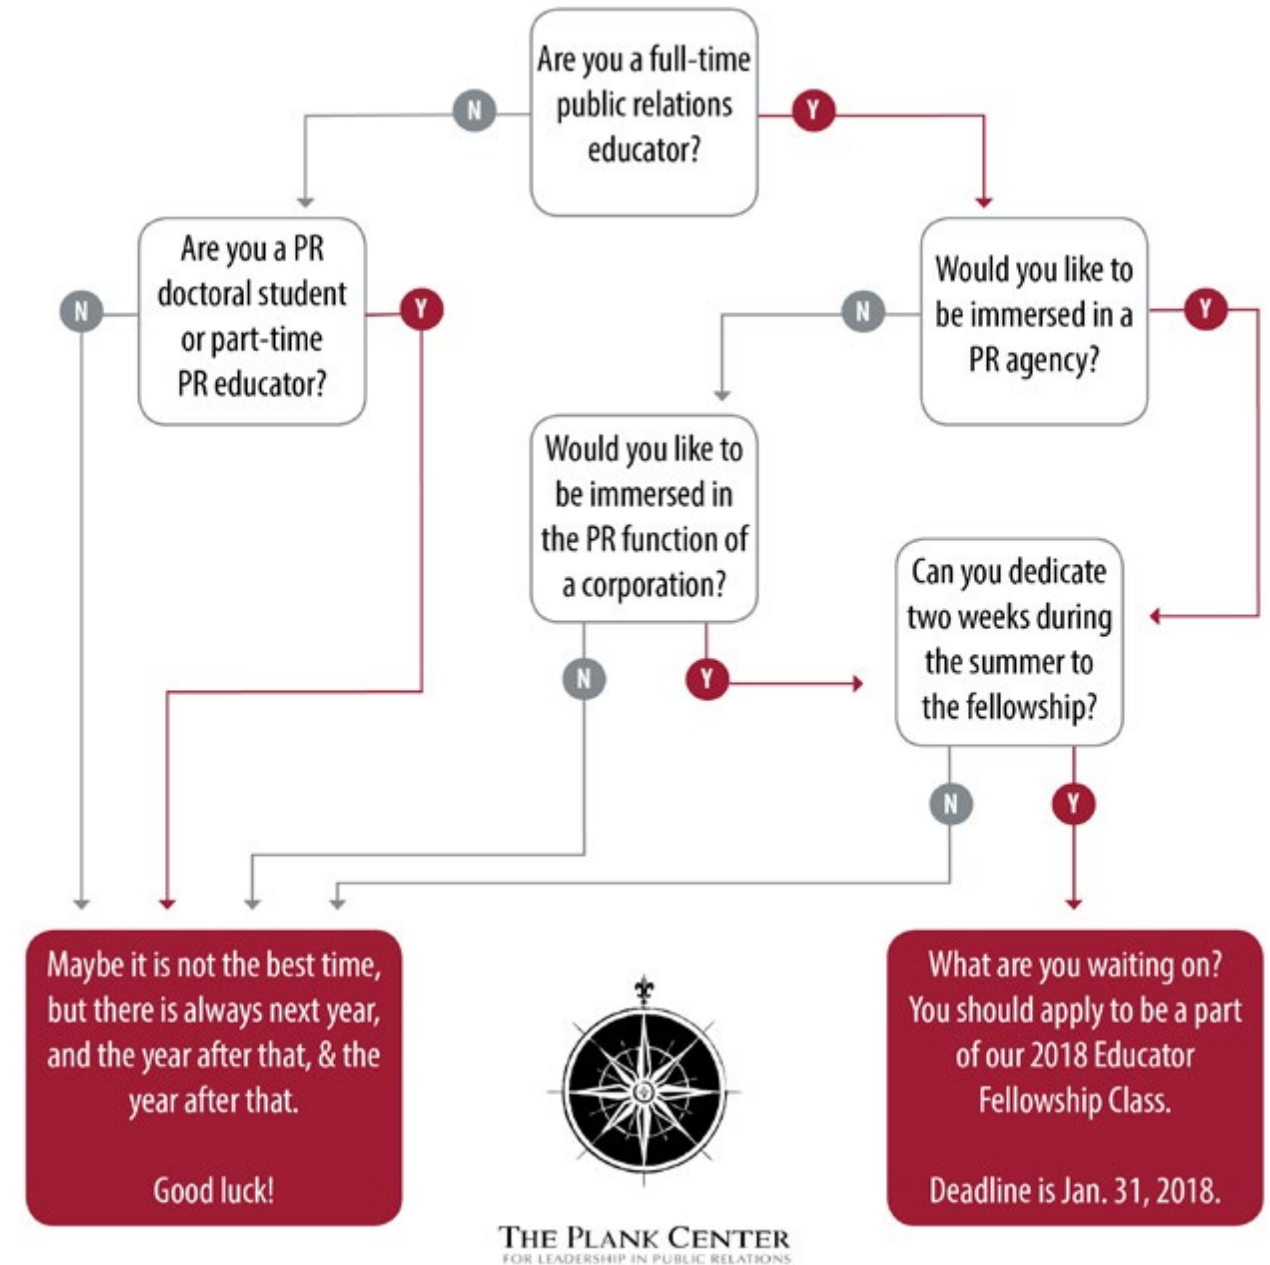 Are you a full-time
public relations
educator?
N
Y
Are you a PR
doctoral student
or part-time
PR educator?
N
Y
Would you like to
be immersed in a
PR agency?
N
Y
Would you like to
be immersed in
the PR function of
a corporation?
N
Y
Can you dedicate
two weeks during
the summer to
the fellowship?
N
Y
Maybe it is not the best time,
but there is always next year,
and the year after that, & the
year after that.
Good luck!
What are you waiting on?
You should apply to be a part
of our 2018 Educator
Fellowship Class.
Deadline is Jan. 31, 2018.
THE PLANK CENTER
FOR LEADERSHIP IN PUBLIC RELATIONS